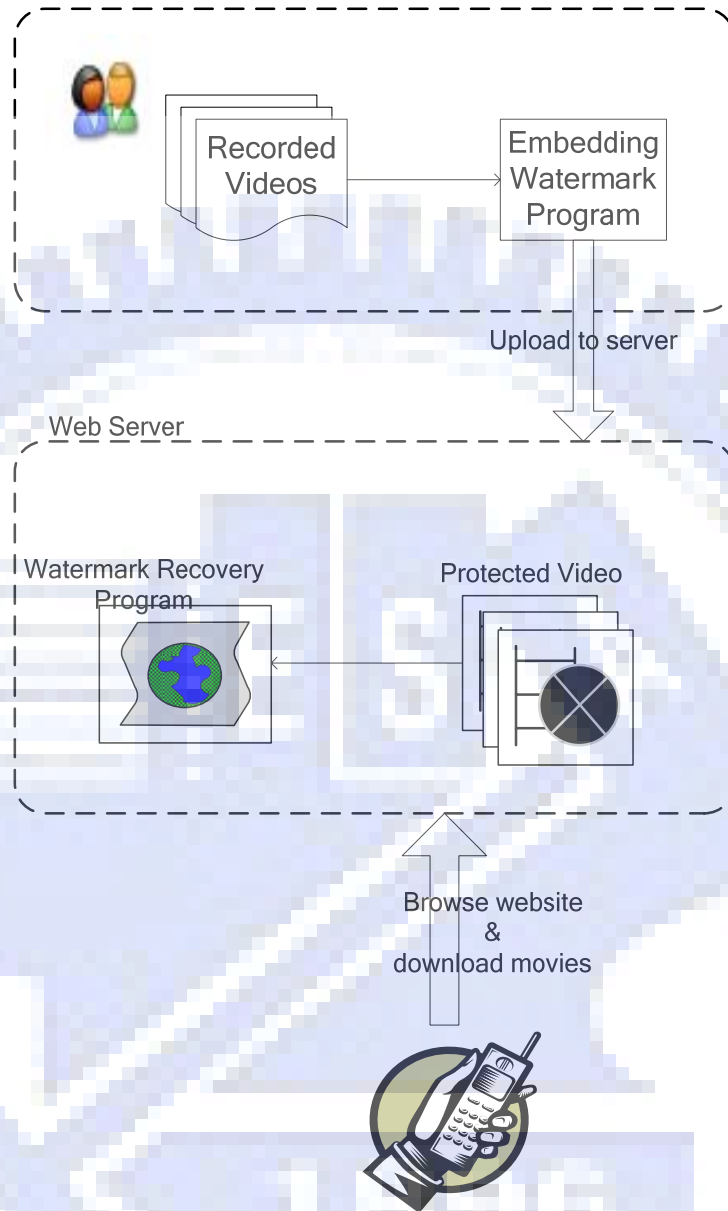 Recorded
Videos
Embedding
Watermark
Program
Upload to server
Web Server
Watermark Recovery
Program
Protected Video
Browse website
&
download movies